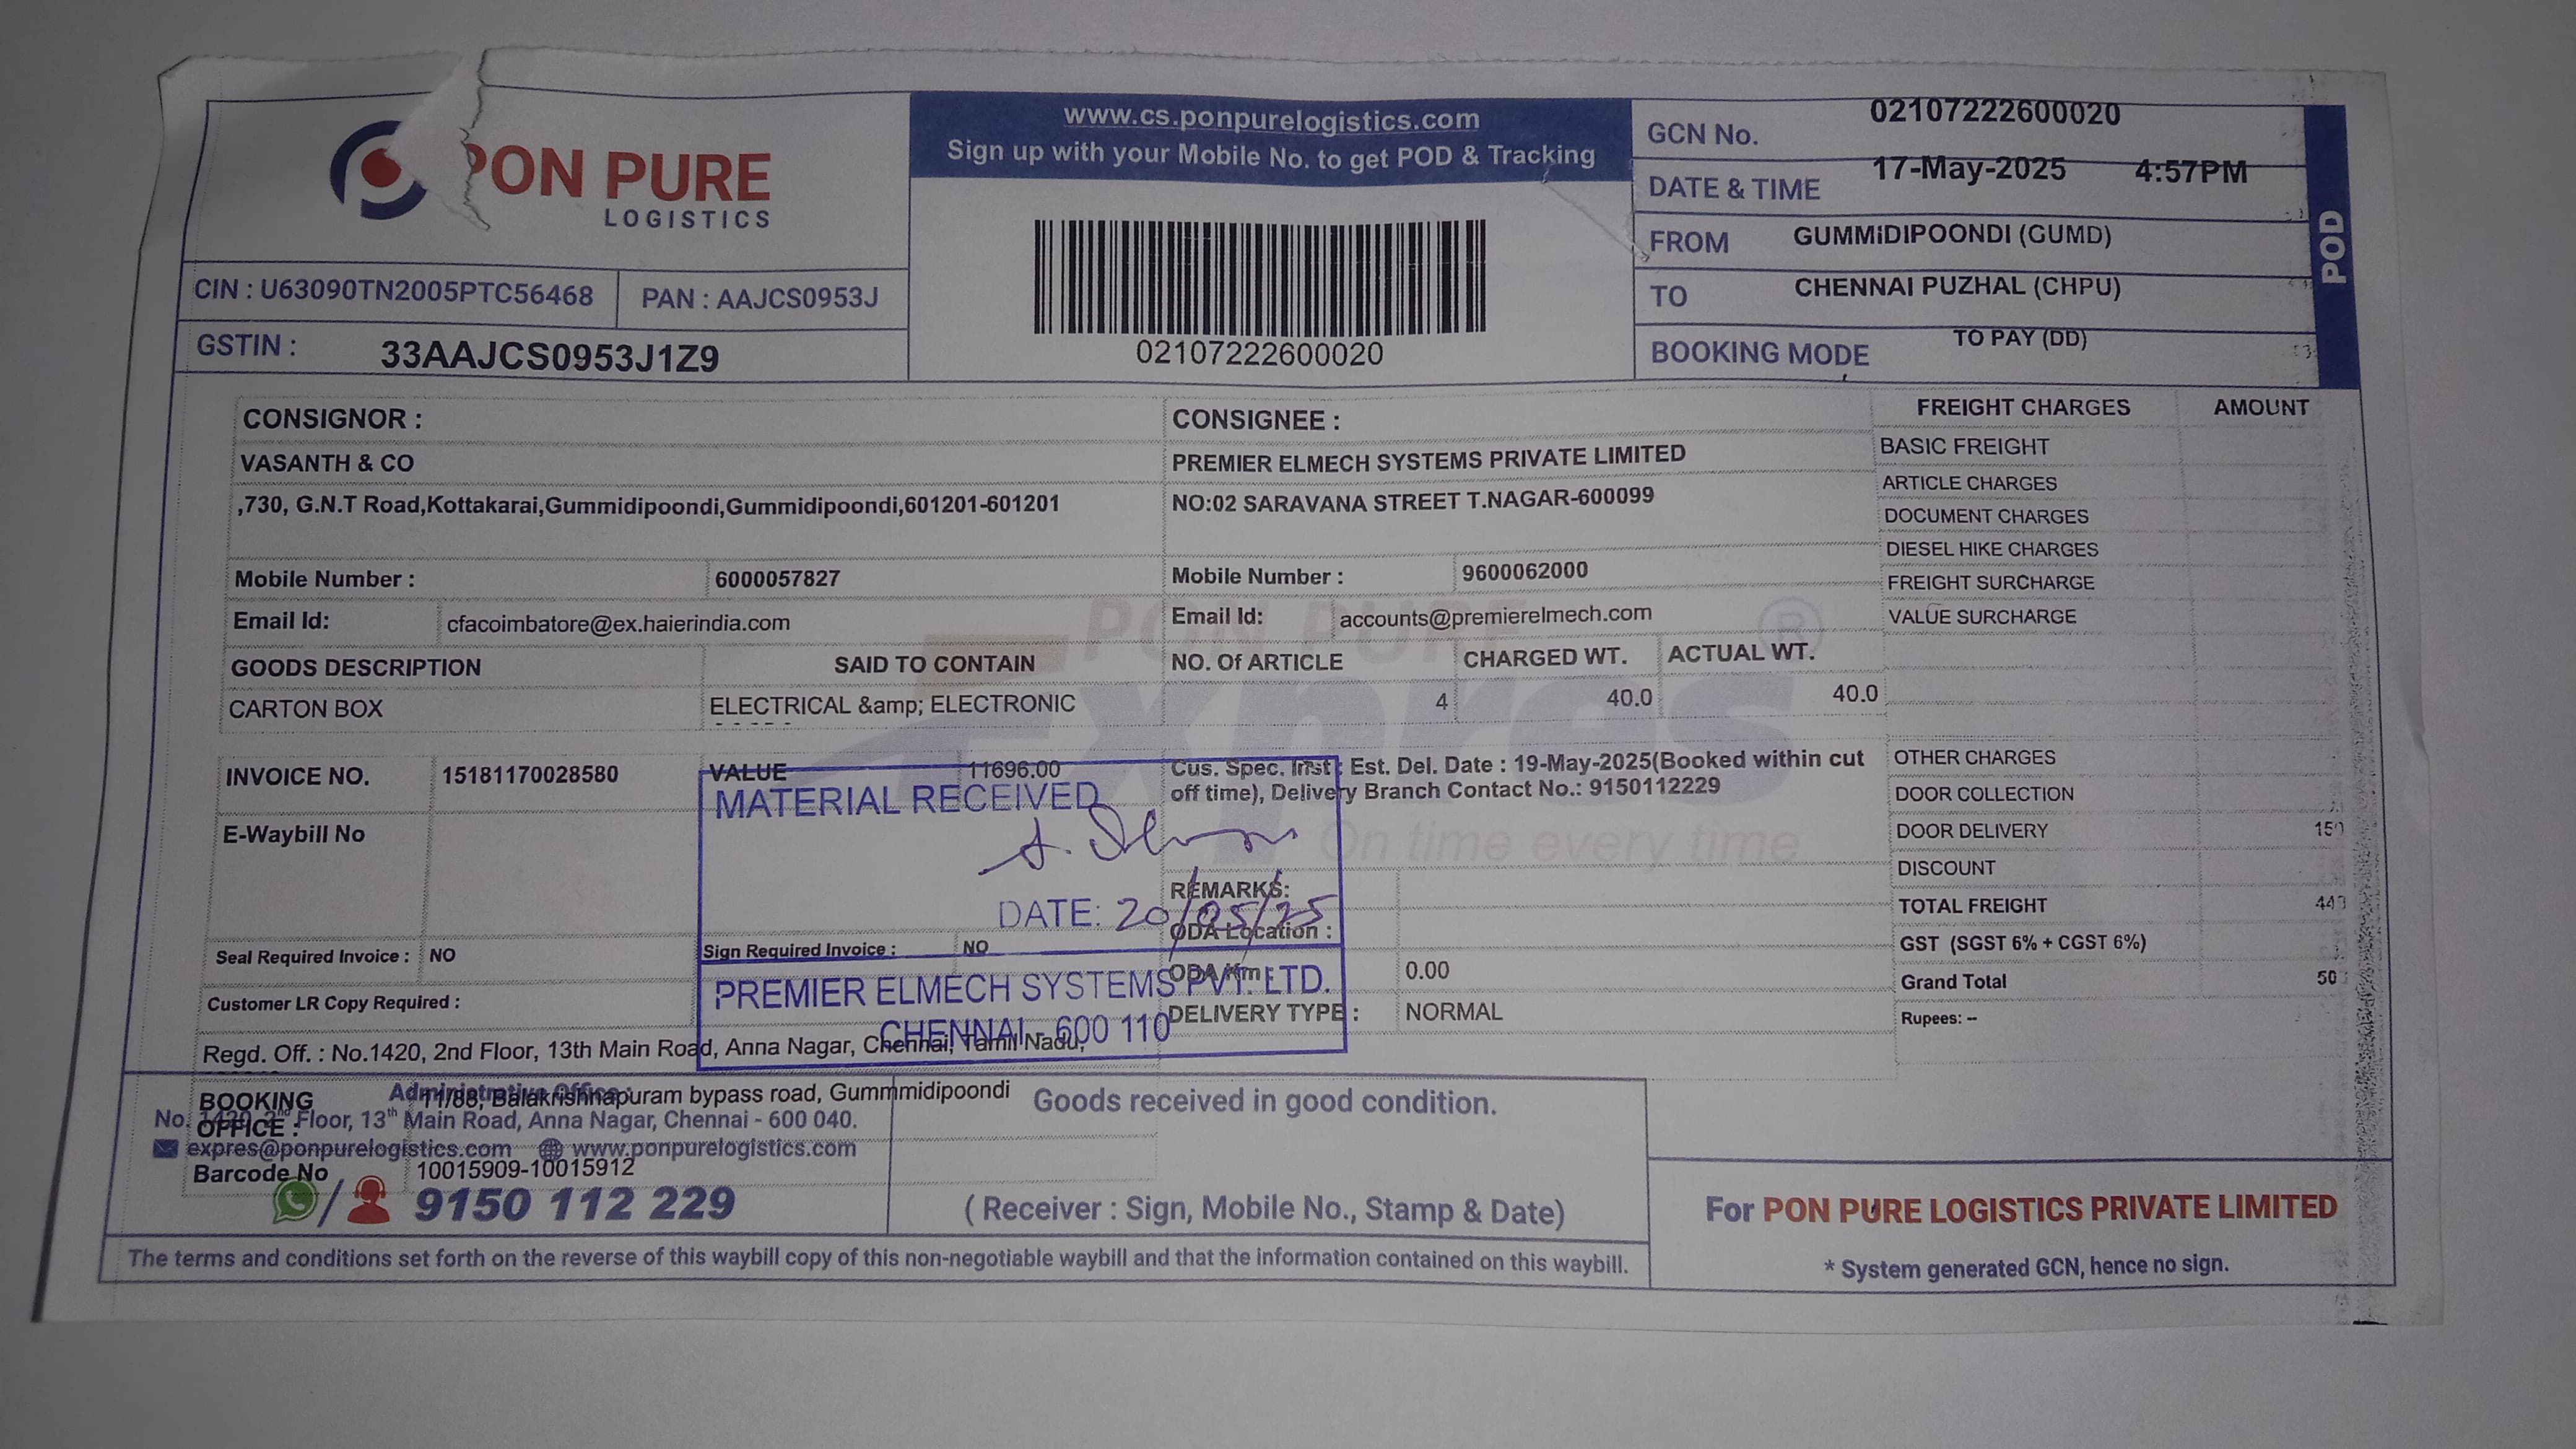 PON PURE
LOGISTICS
CIN : U63090TN2005PTC56468
PAN : AAJCS0953J
GSTIN : 33AAJCS0953J1Z9
www.cs.ponpurelogistics.com
Sign up with your Mobile No. to get POD & Tracking
02107222600020
GCN No. 02107222600020
DATE & TIME 17-May-2025 4:57PM
FROM GUMMIDIPOONDI (GUMD)
TO CHENNAI PUZHAL (CHPU)
BOOKING MODE TO PAY (DD)
POD
CONSIGNOR :
VASANTH & CO
,730, G.N.T Road,Kottakarai,Gummidipoondi,Gummidipoondi,601201-601201
Mobile Number : 6000057827
Email Id: cfacoimbatore@ex.haierindia.com
CONSIGNEE :
PREMIER ELMECH SYSTEMS PRIVATE LIMITED
NO:02 SARAVANA STREET T.NAGAR-600099
Mobile Number : 9600062000
Email Id: accounts@premierelmech.com
GOODS DESCRIPTION SAID TO CONTAIN NO. Of ARTICLE CHARGED WT. ACTUAL WT.
CARTON BOX ELECTRICAL &amp; ELECTRONIC 4 40.0 40.0
INVOICE NO. 15181170028580 VALUE 11696.00
Cus. Spec. Inst : Est. Del. Date : 19-May-2025(Booked within cut
off time), Delivery Branch Contact No.: 9150112229
E-Waybill No
REMARKS:
ODA Location :
Seal Required Invoice : NO
Sign Required Invoice : NO
ODA Km : 0.00
Customer LR Copy Required :
DELIVERY TYPE : NORMAL
MATERIAL RECEIVED
DATE: 20/05/25
PREMIER ELMECH SYSTEMS PVT. LTD.
CHENNAI - 600 110
PON PURE
Expres
®
On time every time
FREIGHT CHARGES AMOUNT
BASIC FREIGHT
ARTICLE CHARGES
DOCUMENT CHARGES
DIESEL HIKE CHARGES
FREIGHT SURCHARGE
VALUE SURCHARGE
OTHER CHARGES
DOOR COLLECTION
DOOR DELIVERY
DISCOUNT
TOTAL FREIGHT
GST (SGST 6% + CGST 6%)
Grand Total
Rupees: --
Regd. Off. : No.1420, 2nd Floor, 13th Main Road, Anna Nagar, Chennai, Tamil Nadu,
BOOKING OFFICE : 11/88, Balakrishnapuram bypass road, Gummmidipoondi
Administrative Office :
No. 1420, 2nd Floor, 13th Main Road, Anna Nagar, Chennai - 600 040.
expres@ponpurelogistics.com www.ponpurelogistics.com
Barcode No 10015909-10015912
/ 9150 112 229
Goods received in good condition.
( Receiver : Sign, Mobile No., Stamp & Date)
For PON PURE LOGISTICS PRIVATE LIMITED
* System generated GCN, hence no sign.
The terms and conditions set forth on the reverse of this waybill copy of this non-negotiable waybill and that the information contained on this waybill.